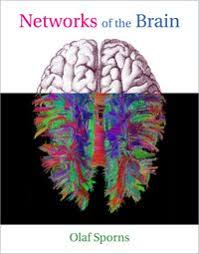 Networks of the Brain
Olaf Sporns